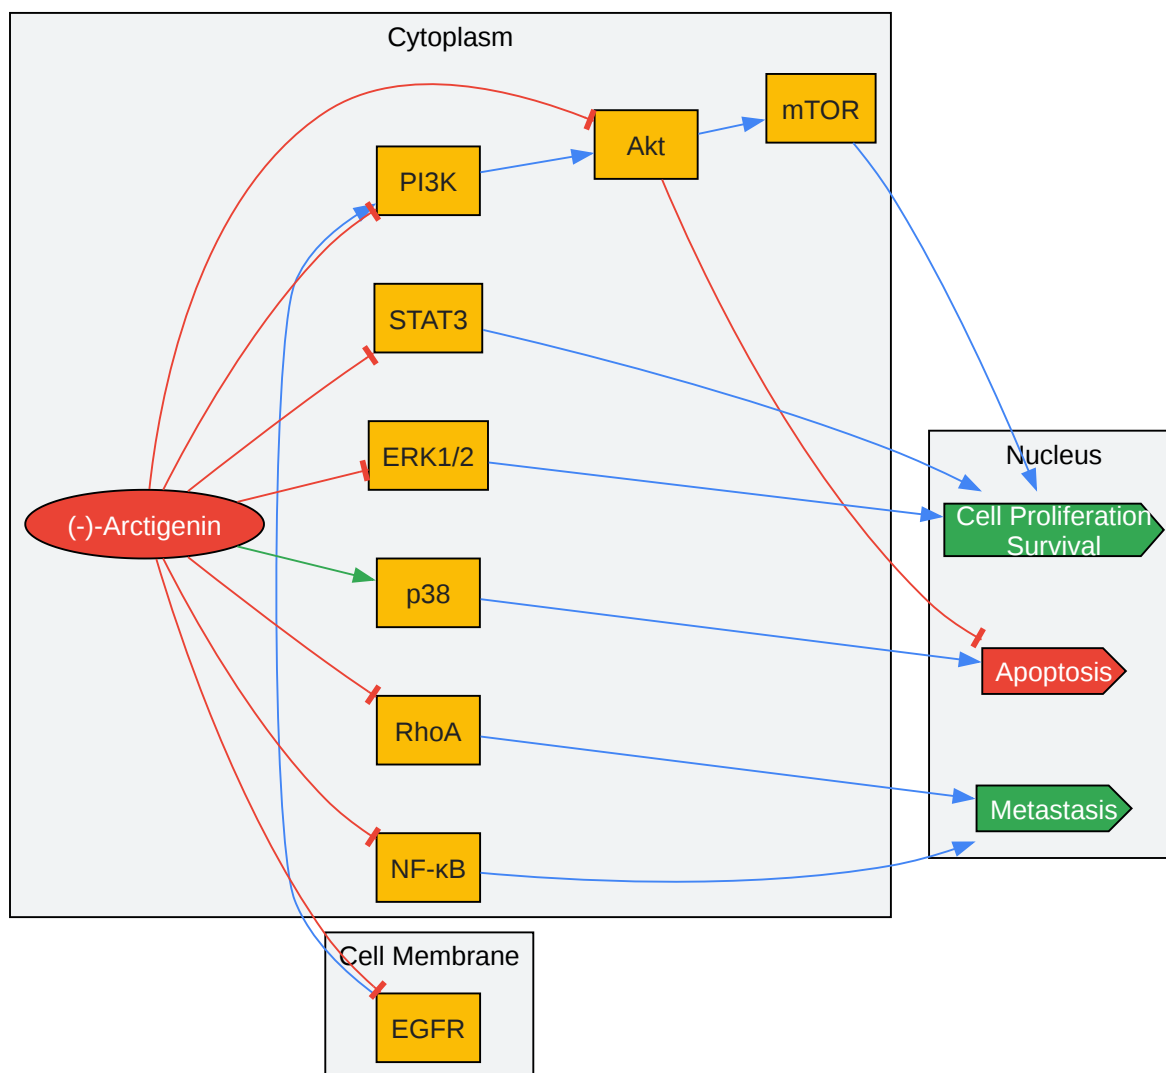 Cytoplasm
mTOR
Akt
PI3K
STAT3
ERK1/2
Nucleus
Cell Proliferation
Survival
(-)-Arctigenin
p38
Apoptosis
RhoA
Metastasis
NF-κB
Cell Membrane
EGFR